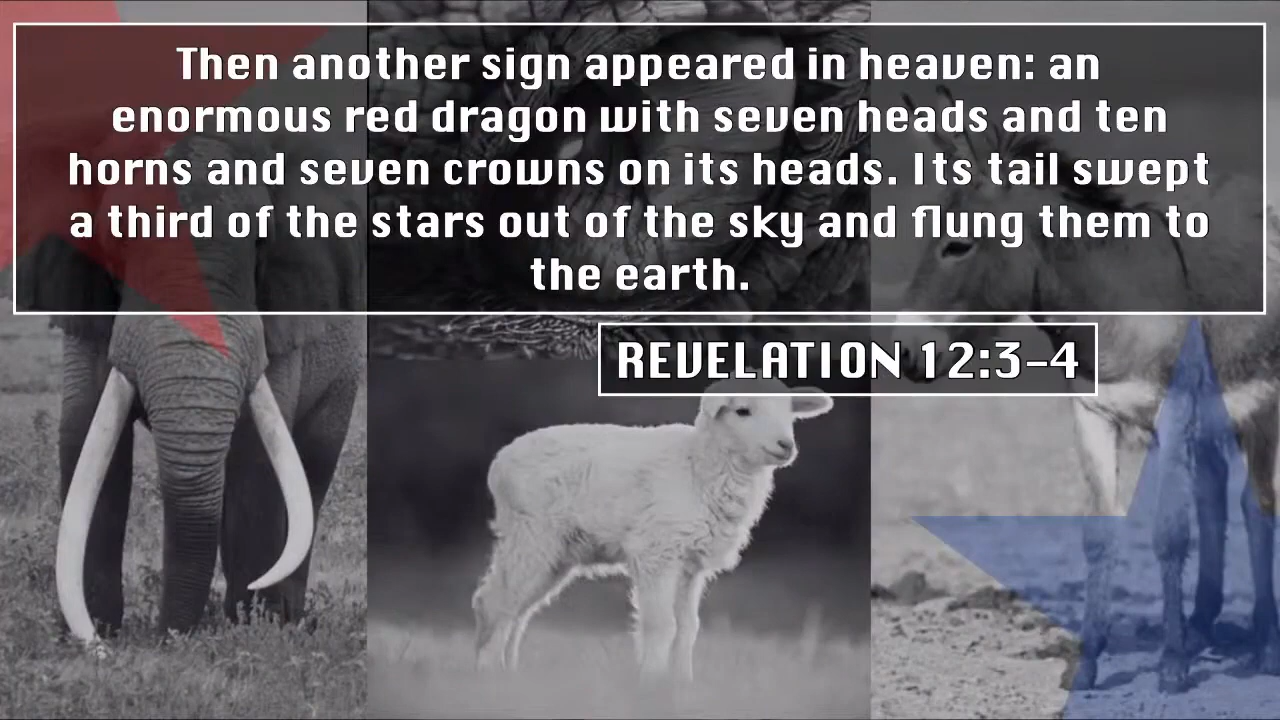 Then another sign appeared in heaven: an
enormous red dragon with seven heads and ten
horns and seven crowns on its heads. Its tail swept
a third of the stars out of the sky and flung them to
the earth.
REVELATION 12:3-4